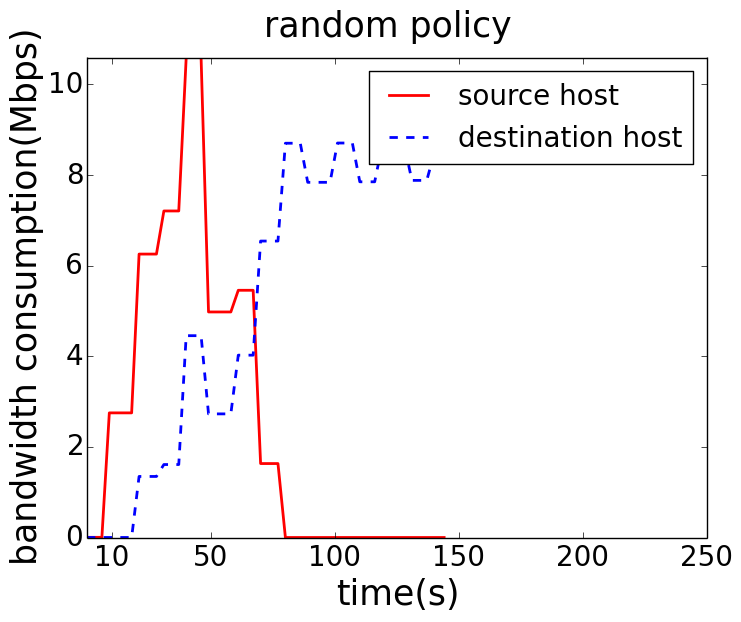 random policy
bandwidth consumption(Mbps)
10
8
6
4
2
0
source host
destination host
10 50 100 150 200 250
time(s)